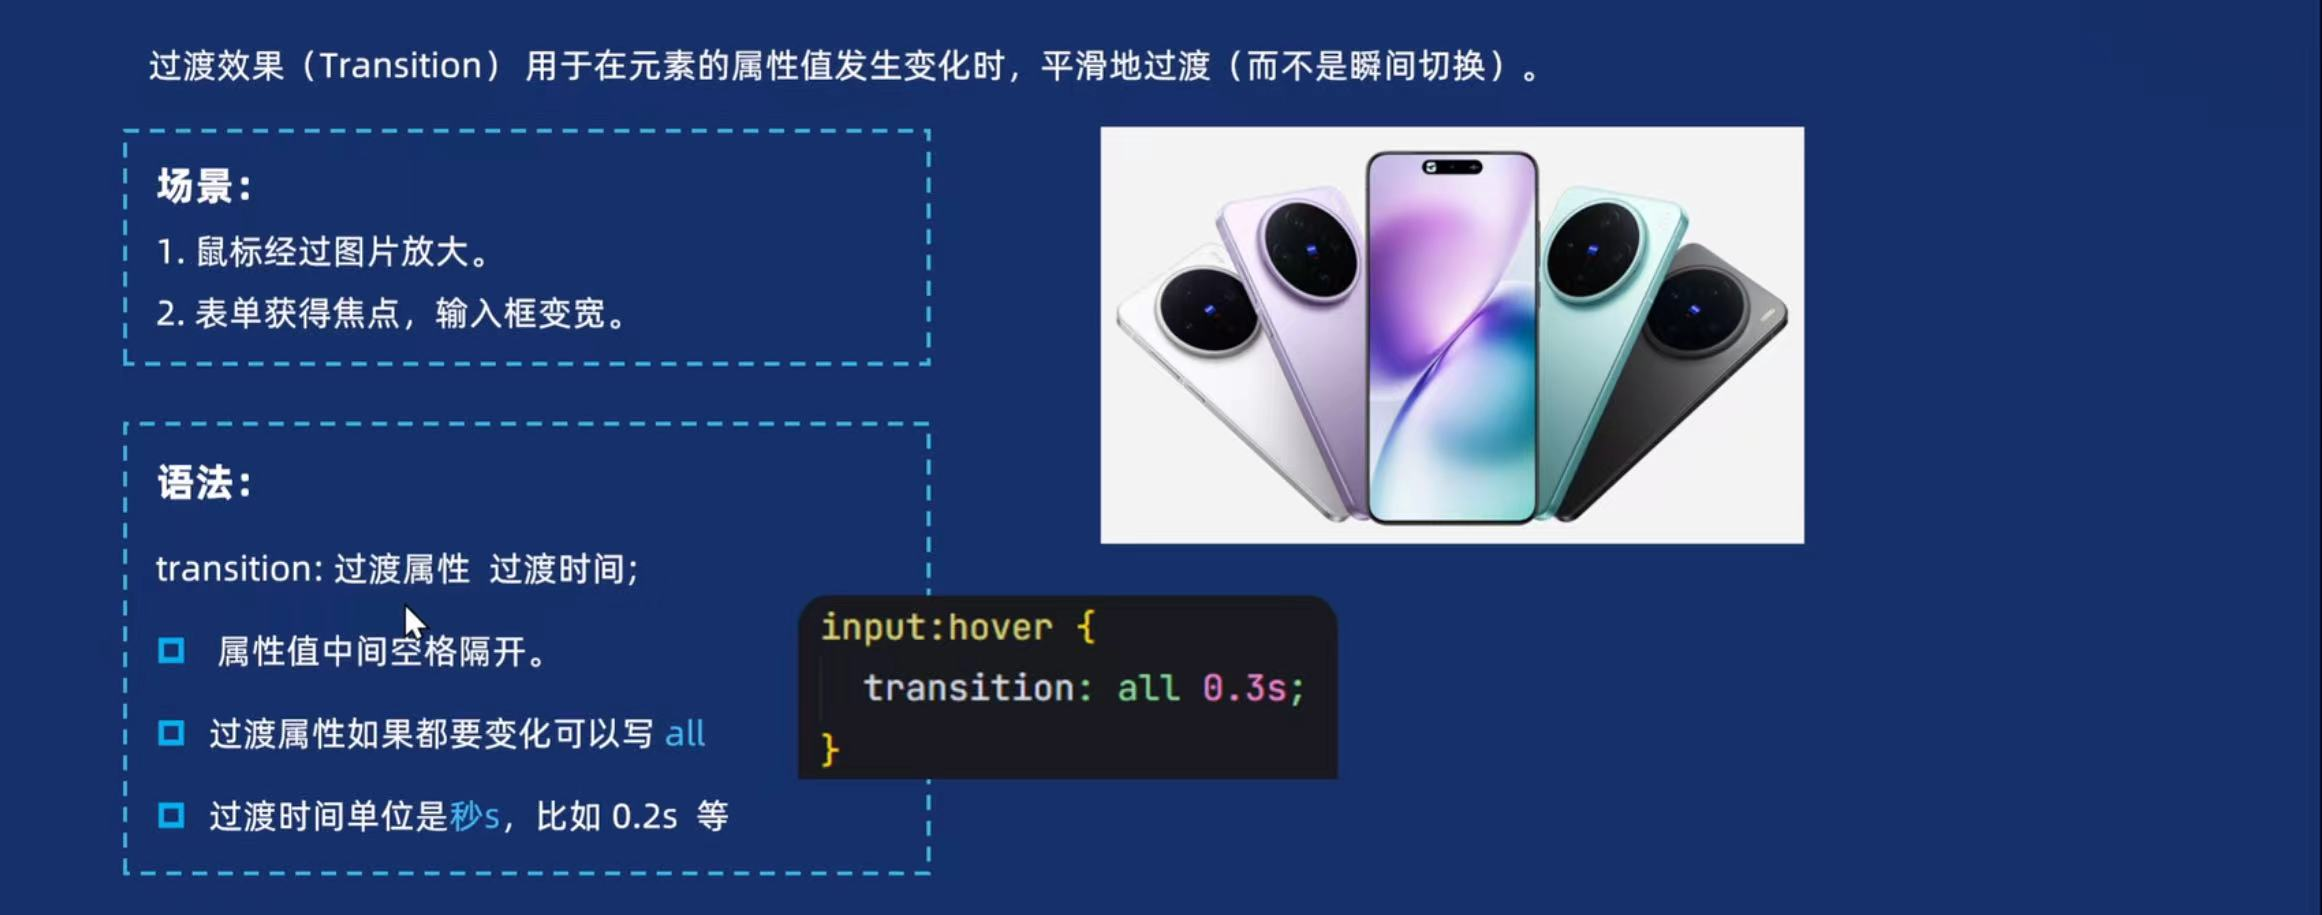 过渡效果（Transition） 用于在元素的属性值发生变化时，平滑地过渡（而不是瞬间切换）。
场景：
1. 鼠标经过图片放大。
2. 表单获得焦点，输入框变宽。
语法：
transition: 过渡属性 过渡时间;
属性值中间空格隔开。
过渡属性如果都要变化可以写 all
过渡时间单位是秒s，比如 0.2s 等
input:hover {
transition: all 0.3s;
}